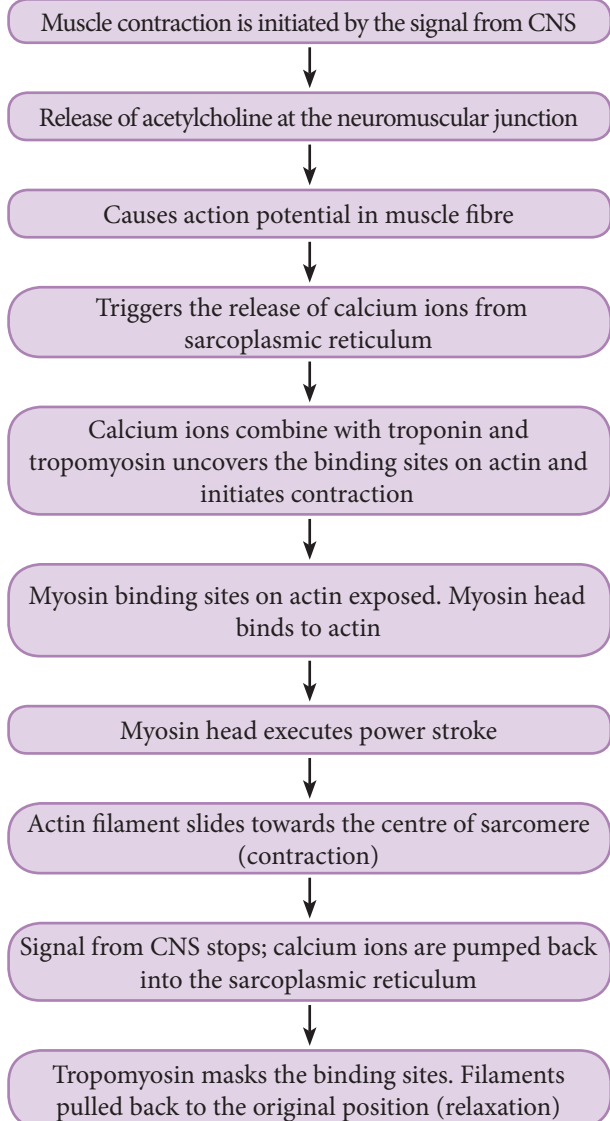 Muscle contraction is initiated by the signal from CNS
Release of acetylcholine at the neuromuscular junction
Causes action potential in muscle fibre
Triggers the release of calcium ions from
sarcoplasmic reticulum
Calcium ions combine with troponin and
tropomyosin uncovers the binding sites on actin and
initiates contraction
Myosin binding sites on actin exposed. Myosin head
binds to actin
Myosin head executes power stroke
Actin filament slides towards the centre of sarcomere
(contraction)
Signal from CNS stops; calcium ions are pumped back
into the sarcoplasmic reticulum
Tropomyosin masks the binding sites. Filaments
pulled back to the original position (relaxation)